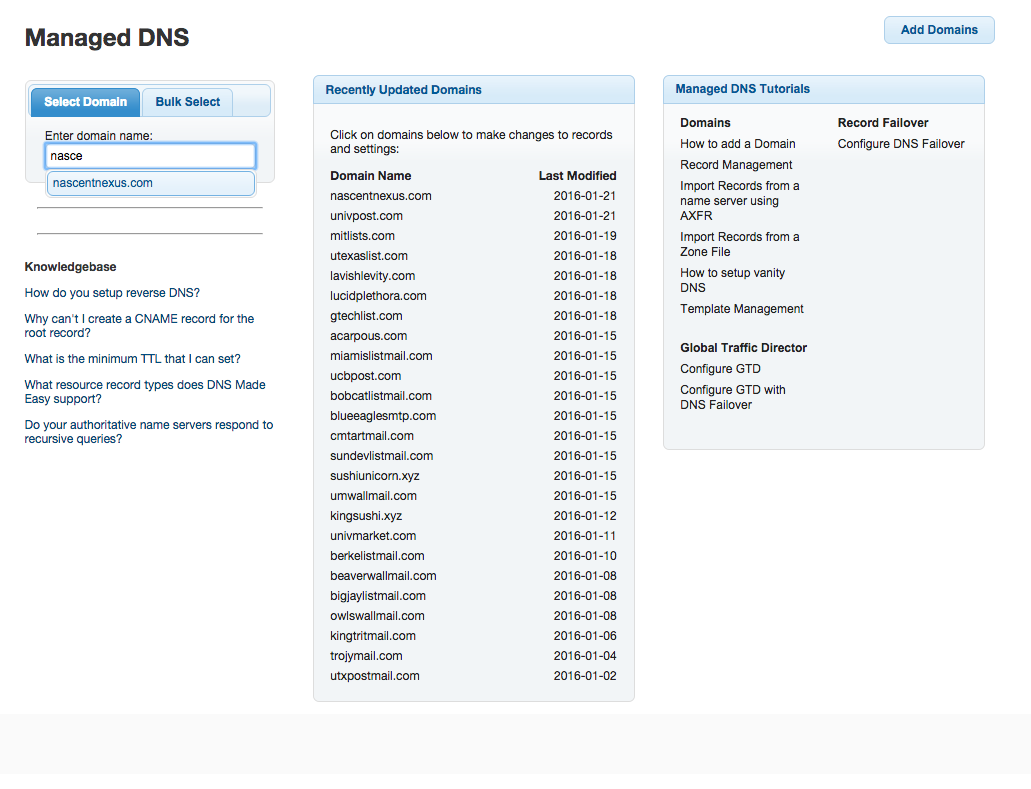 Managed DNS
Add Domains
Select Domain
Bulk Select
Enter domain name:
nasce
nascentnexus.com
Knowledgebase
How do you setup reverse DNS?
Why can't I create a CNAME record for the
root record?
What is the minimum TTL that I can set?
What resource record types does DNS Made
Easy support?
Do your authoritative name servers respond to
recursive queries?
Recently Updated Domains
Click on domains below to make changes to records
and settings:
Domain Name Last Modified
nascentnexus.com 2016-01-21
univpost.com 2016-01-21
mitlists.com 2016-01-19
utexaslist.com 2016-01-18
lavishlevity.com 2016-01-18
lucidplethora.com 2016-01-18
gtechlist.com 2016-01-18
acarpous.com 2016-01-15
miamislistmail.com 2016-01-15
ucbpost.com 2016-01-15
bobcatlistmail.com 2016-01-15
blueeaglesmtp.com 2016-01-15
cmtartmail.com 2016-01-15
sundevlistmail.com 2016-01-15
sushiunicorn.xyz 2016-01-15
umwallmail.com 2016-01-15
kingsushi.xyz 2016-01-12
univmarket.com 2016-01-11
berkelistmail.com 2016-01-10
beaverwallmail.com 2016-01-08
bigjaylistmail.com 2016-01-08
owlswallmail.com 2016-01-08
kingtritmail.com 2016-01-06
trojymail.com 2016-01-04
utxpostmail.com 2016-01-02
Managed DNS Tutorials
Domains
How to add a Domain
Record Management
Import Records from a
name server using
AXFR
Import Records from a
Zone File
How to setup vanity
DNS
Template Management
Global Traffic Director
Configure GTD
Configure GTD with
DNS Failover
Record Failover
Configure DNS Failover